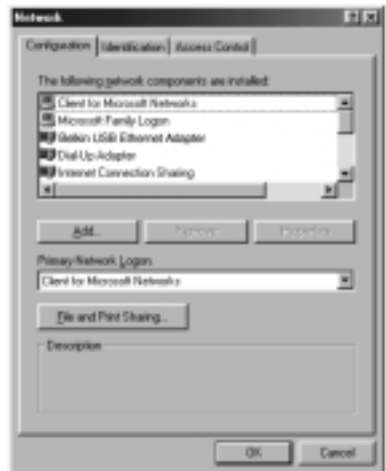 Network
Configuration Identification Access Control
The following network components are installed:
Client for Microsoft Networks
Microsoft Family Logon
Belkin USB Ethernet Adapter
Dial-Up Adapter
Internet Connection Sharing
Add... Remove Properties
Primary Network Logon:
Client for Microsoft Networks
File and Print Sharing...
Description
OK Cancel